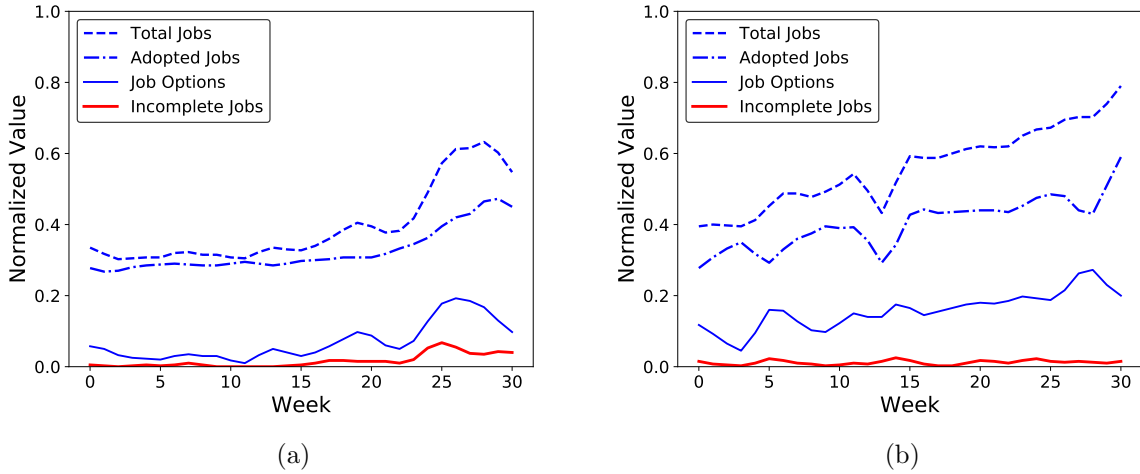 Normalized Value
1.0
0.8
0.6
0.4
0.2
0.0
Total Jobs
Adopted Jobs
Job Options
Incomplete Jobs
0 5 10 15 20 25 30
Week
(a)
Normalized Value
1.0
0.8
0.6
0.4
0.2
0.0
Total Jobs
Adopted Jobs
Job Options
Incomplete Jobs
0 5 10 15 20 25 30
Week
(b)